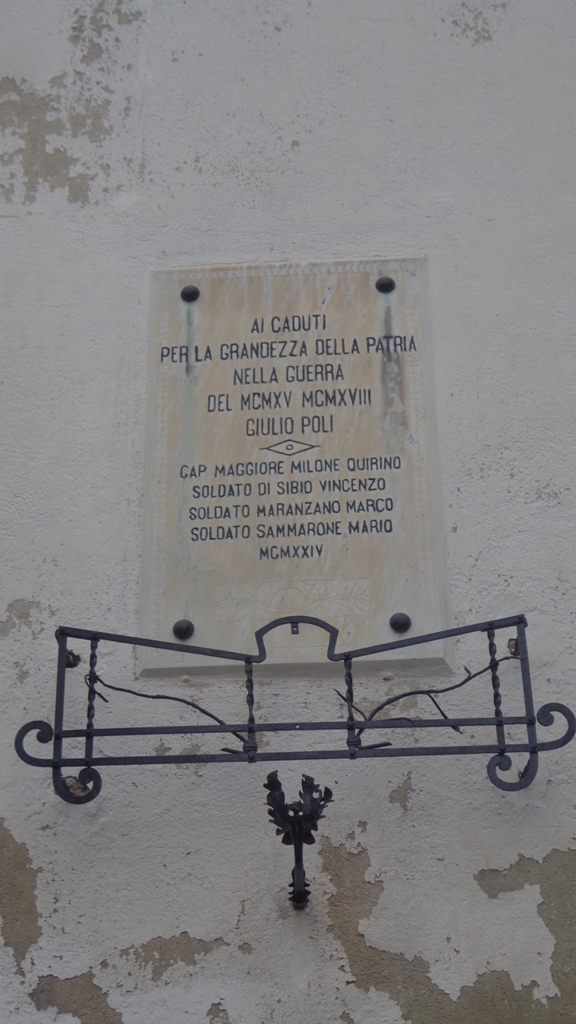 AI CADUTI
PER LA GRANDEZZA DELLA PATRIA
NELLA GUERRA
DEL MCMXV MCMXVIII
GIULIO POLI
CAP MAGGIORE MILONE QUIRINO
SOLDATO DI SIBIO VINCENZO
SOLDATO MARANZANO MARCO
SOLDATO SAMMARONE MARIO
MCMXXIV